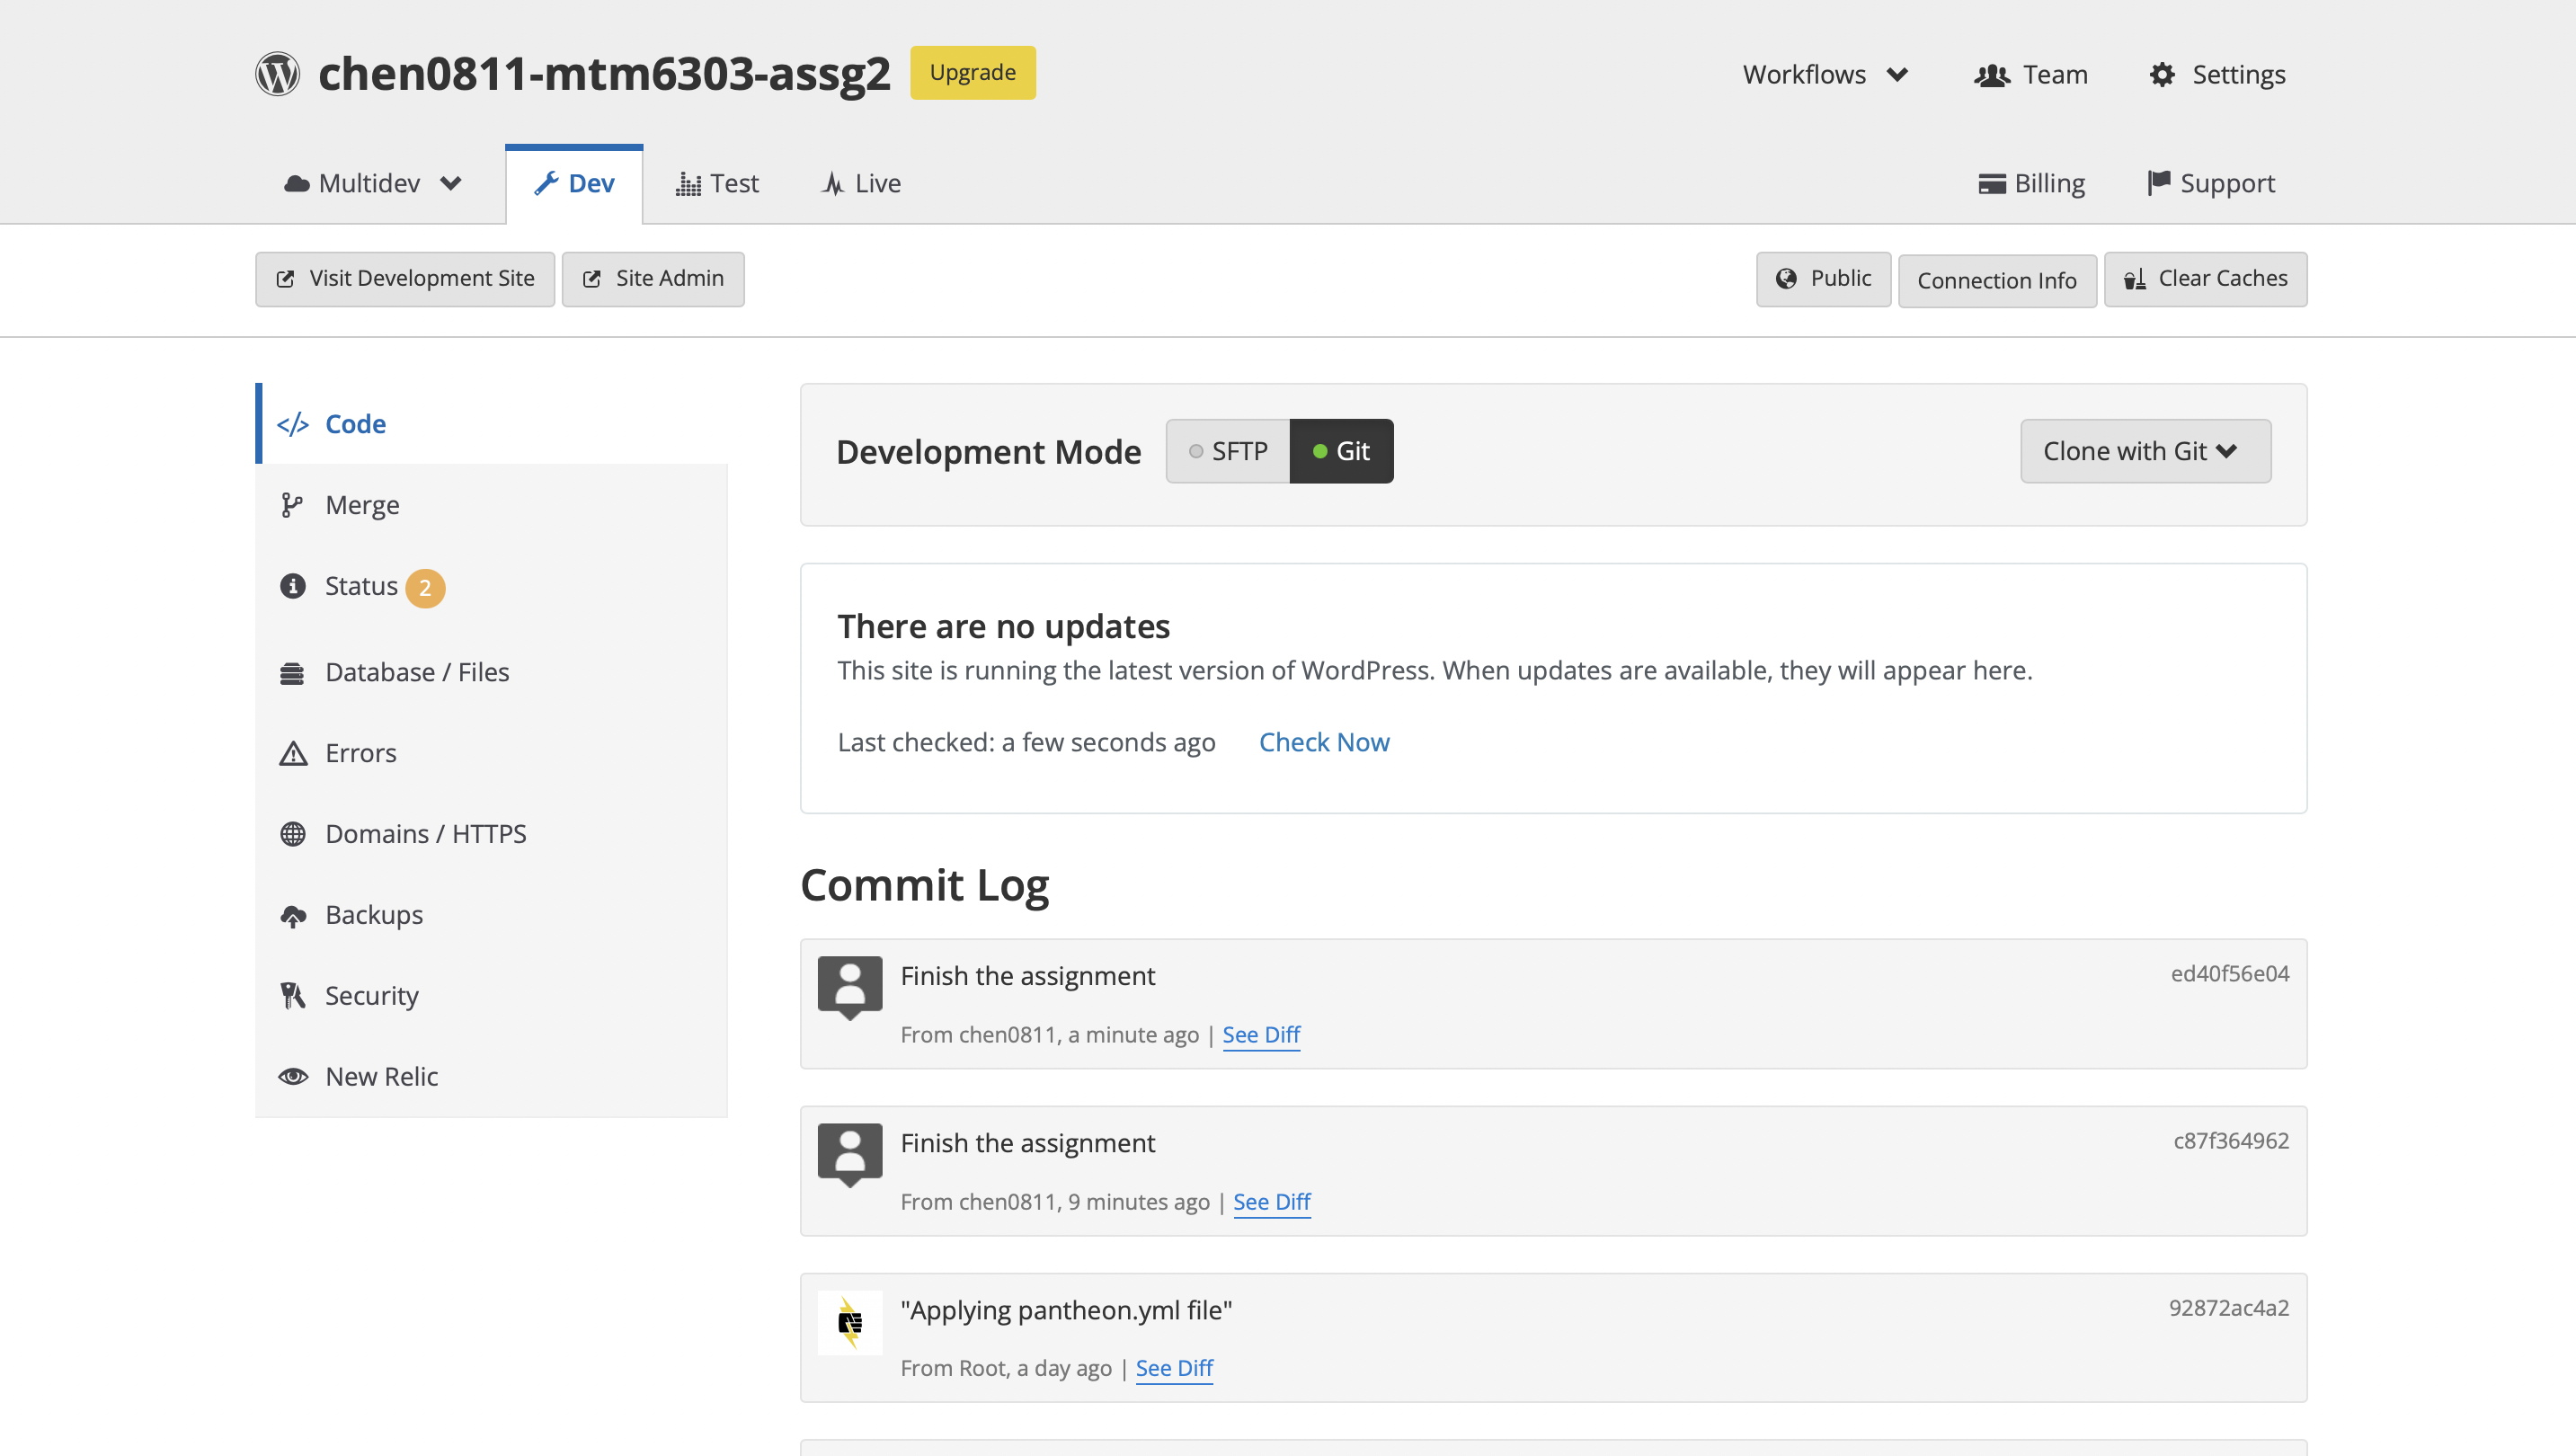 chen0811-mtm6303-assg2 Upgrade Workflows Team Settings
Multidev Dev Test Live Billing Support
Visit Development Site Site Admin Public Connection Info Clear Caches
Code
Merge
Status 2
Database / Files
Errors
Domains / HTTPS
Backups
Security
New Relic
Development Mode SFTP Git Clone with Git
There are no updates
This site is running the latest version of WordPress. When updates are available, they will appear here.
Last checked: a few seconds ago Check Now
Commit Log
Finish the assignment ed40f56e04
From chen0811, a minute ago | See Diff
Finish the assignment c87f364962
From chen0811, 9 minutes ago | See Diff
"Applying pantheon.yml file" 92872ac4a2
From Root, a day ago | See Diff